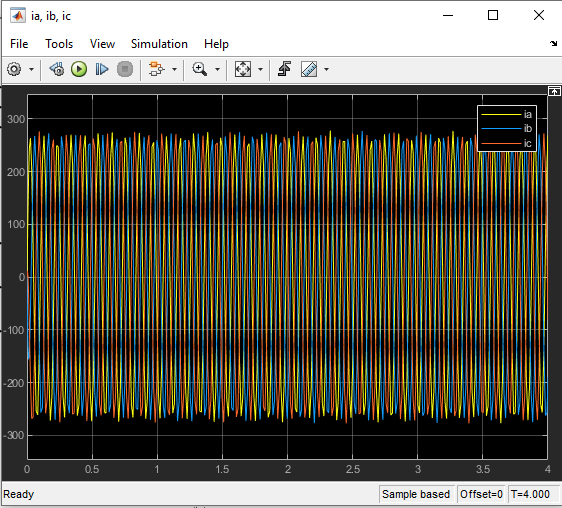 ia, ib, ic
File Tools View Simulation Help
ia
ib
ic
300
200
100
0
-100
-200
-300
0 0.5 1 1.5 2 2.5 3 3.5 4
Ready Sample based Offset=0 T=4.000